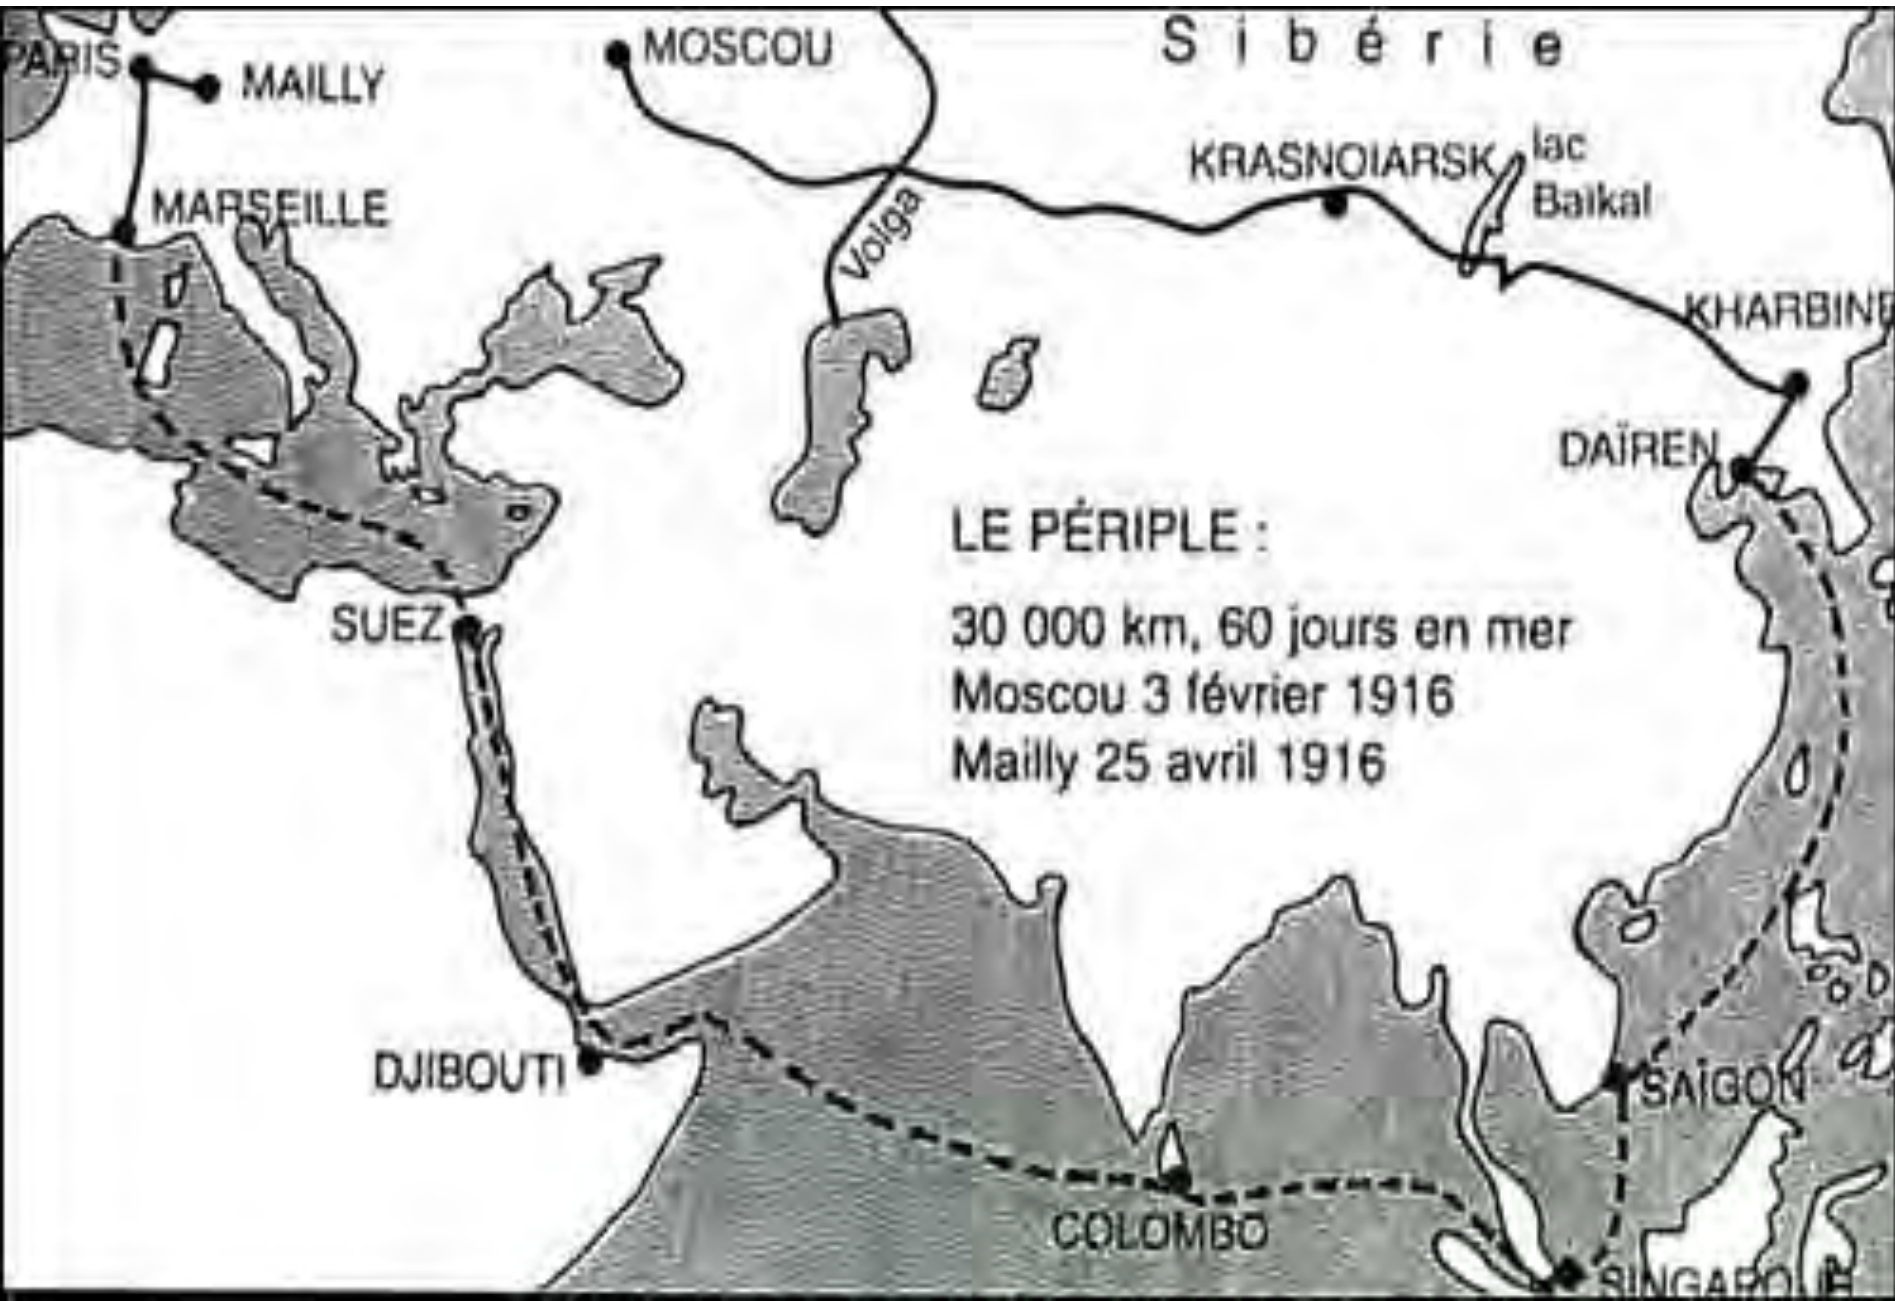 PARIS
MAILLY
MOSCOU
Sibérie
MARSEILLE
KRASNOIARSK
lac
Baïkal
Volga
KHARBINE
DAÏREN
LE PÉRIPLE :
30 000 km, 60 jours en mer
Moscou 3 février 1916
Mailly 25 avril 1916
SUEZ
DJIBOUTI
SAÏGON
COLOMBO
SINGAPOUR